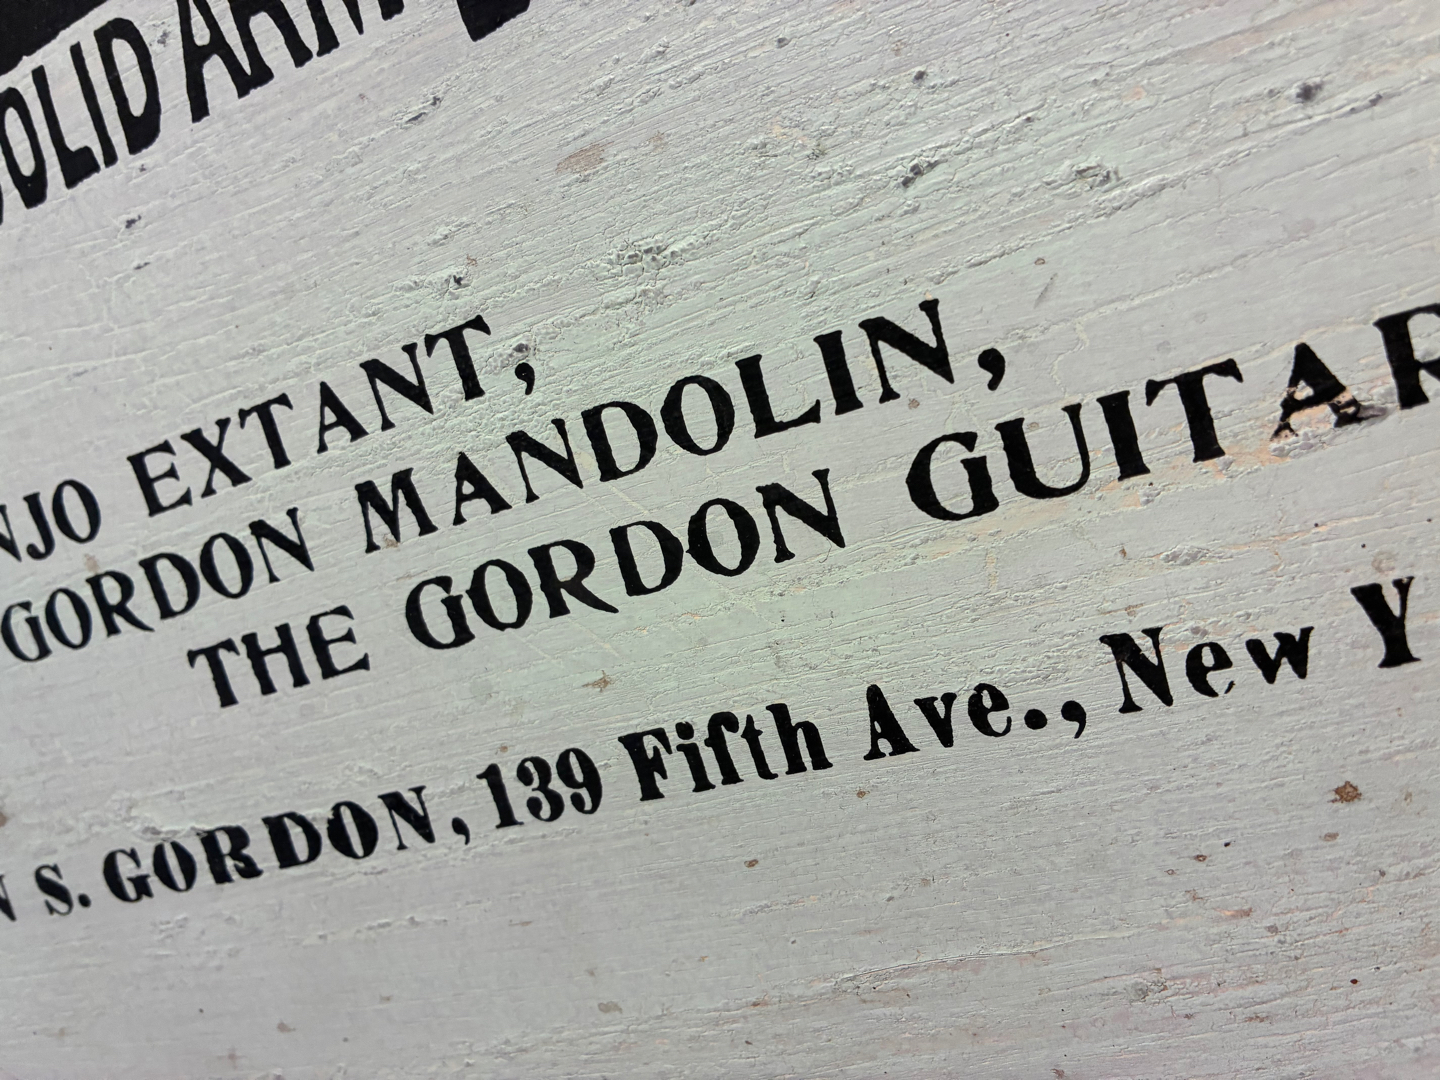 OLID ARM
NJO EXTANT,
GORDON MANDOLIN,
THE GORDON GUITAR
N S. GORDON, 139 Fifth Ave., New Y